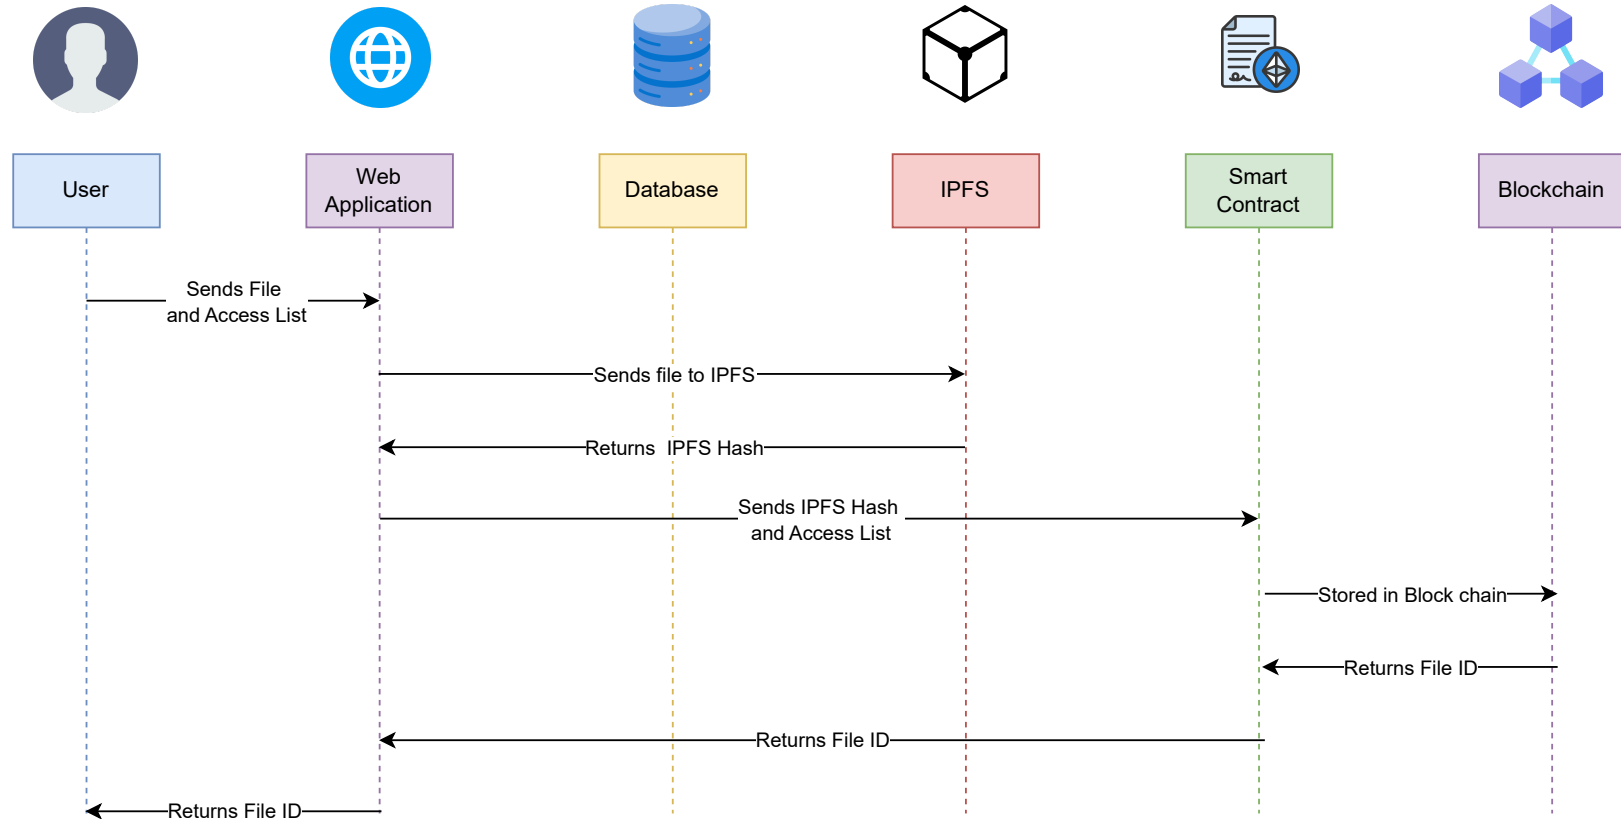 User
Web
Application
Database
IPFS
Smart
Contract
Blockchain
Sends File
and Access List
Sends file to IPFS
Returns  IPFS Hash
Sends IPFS Hash
and Access List
Stored in Block chain
Returns File ID
Returns File ID
Returns File ID